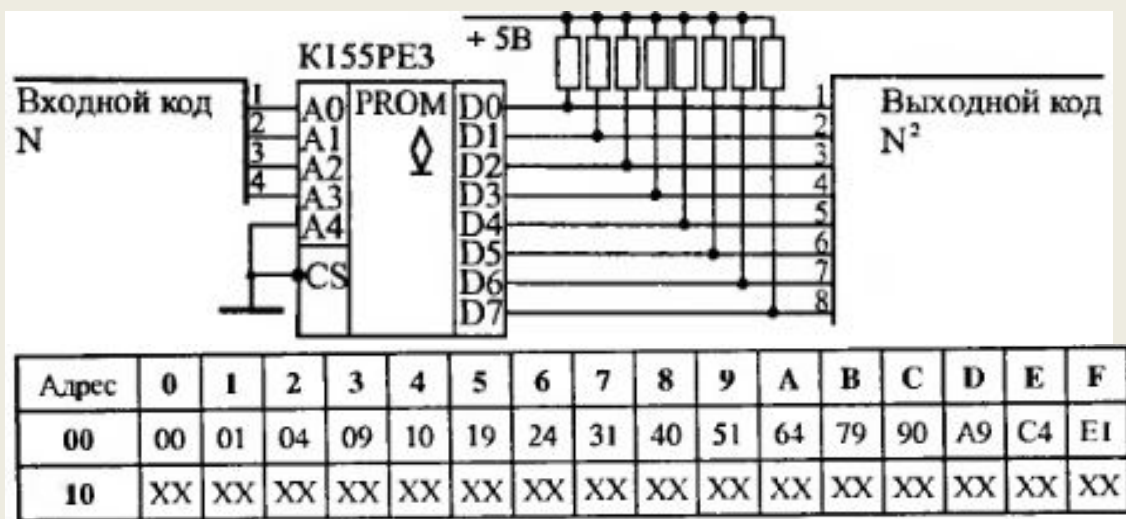 + 5В
К155РЕ3
Входной код
N
1
2
3
4
A0
A1
A2
A3
A4
CS
PROM
D0
D1
D2
D3
D4
D5
D6
D7
1
2
3
4
5
6
7
8
Выходной код
N²
Адрес 0 1 2 3 4 5 6 7 8 9 A B C D E F
00 00 01 04 09 10 19 24 31 40 51 64 79 90 A9 C4 E1
10 XX XX XX XX XX XX XX XX XX XX XX XX XX XX XX XX